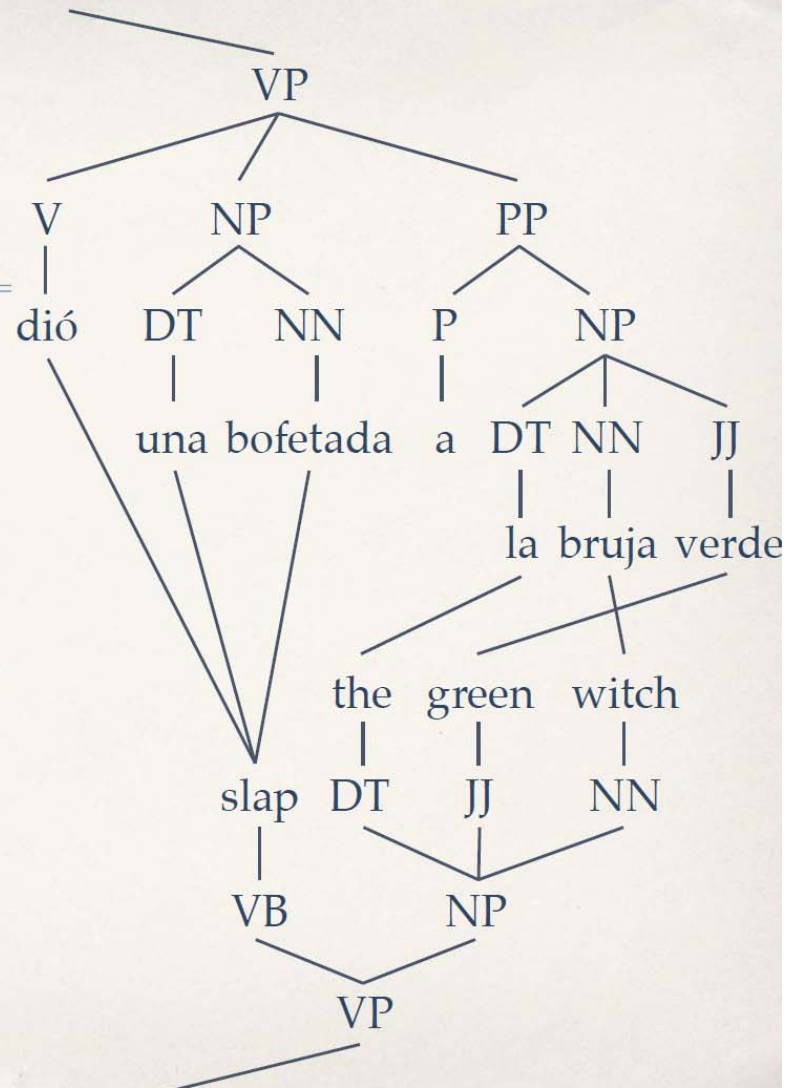 VP
V NP PP
dió DT NN P NP
una bofetada a DT NN JJ
la bruja verde
the green witch
slap DT JJ NN
VB NP
VP